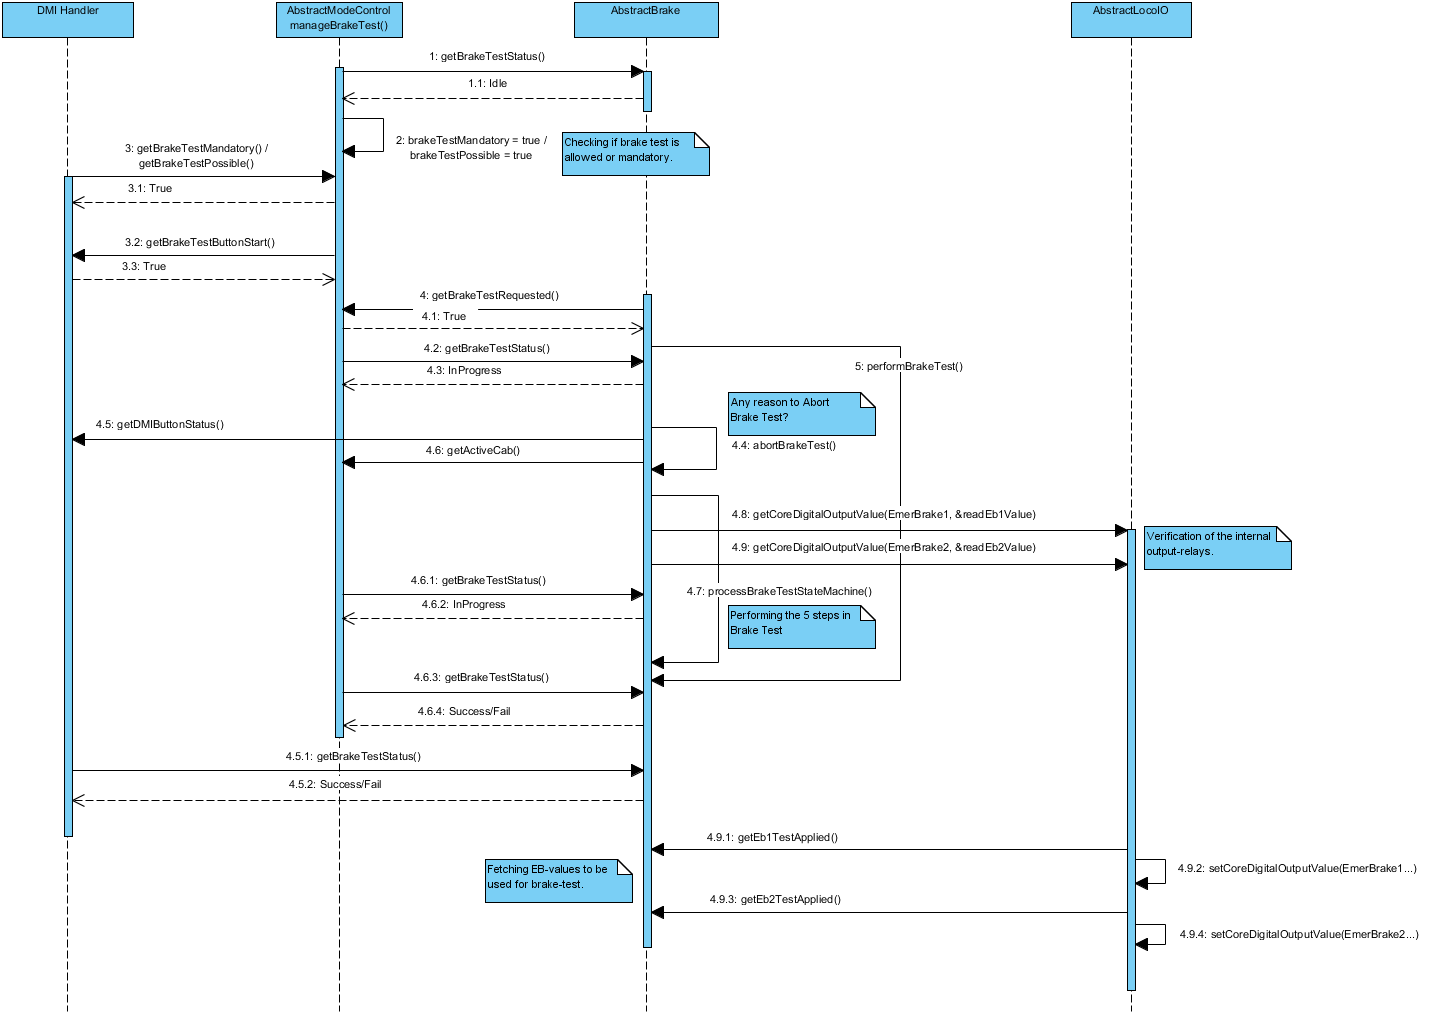 DMI Handler
AbstractModeControl
manageBrakeTest()
AbstractBrake
AbstractLocoIO
1: getBrakeTestStatus()
1.1: Idle
2: brakeTestMandatory = true /
brakeTestPossible = true
Checking if brake test is
allowed or mandatory.
3: getBrakeTestMandatory() /
getBrakeTestPossible()
3.1: True
3.2: getBrakeTestButtonStart()
3.3: True
4: getBrakeTestRequested()
4.1: True
4.2: getBrakeTestStatus()
4.3: InProgress
5: performBrakeTest()
Any reason to Abort
Brake Test?
4.4: abortBrakeTest()
4.5: getDMIButtonStatus()
4.6: getActiveCab()
4.8: getCoreDigitalOutputValue(EmerBrake1, &readEb1Value)
4.9: getCoreDigitalOutputValue(EmerBrake2, &readEb2Value)
Verification of the internal
output-relays.
4.6.1: getBrakeTestStatus()
4.6.2: InProgress
4.7: processBrakeTestStateMachine()
Performing the 5 steps in
Brake Test
4.6.3: getBrakeTestStatus()
4.6.4: Success/Fail
4.5.1: getBrakeTestStatus()
4.5.2: Success/Fail
4.9.1: getEb1TestApplied()
Fetching EB-values to be
used for brake-test.
4.9.2: setCoreDigitalOutputValue(EmerBrake1...)
4.9.3: getEb2TestApplied()
4.9.4: setCoreDigitalOutputValue(EmerBrake2...)